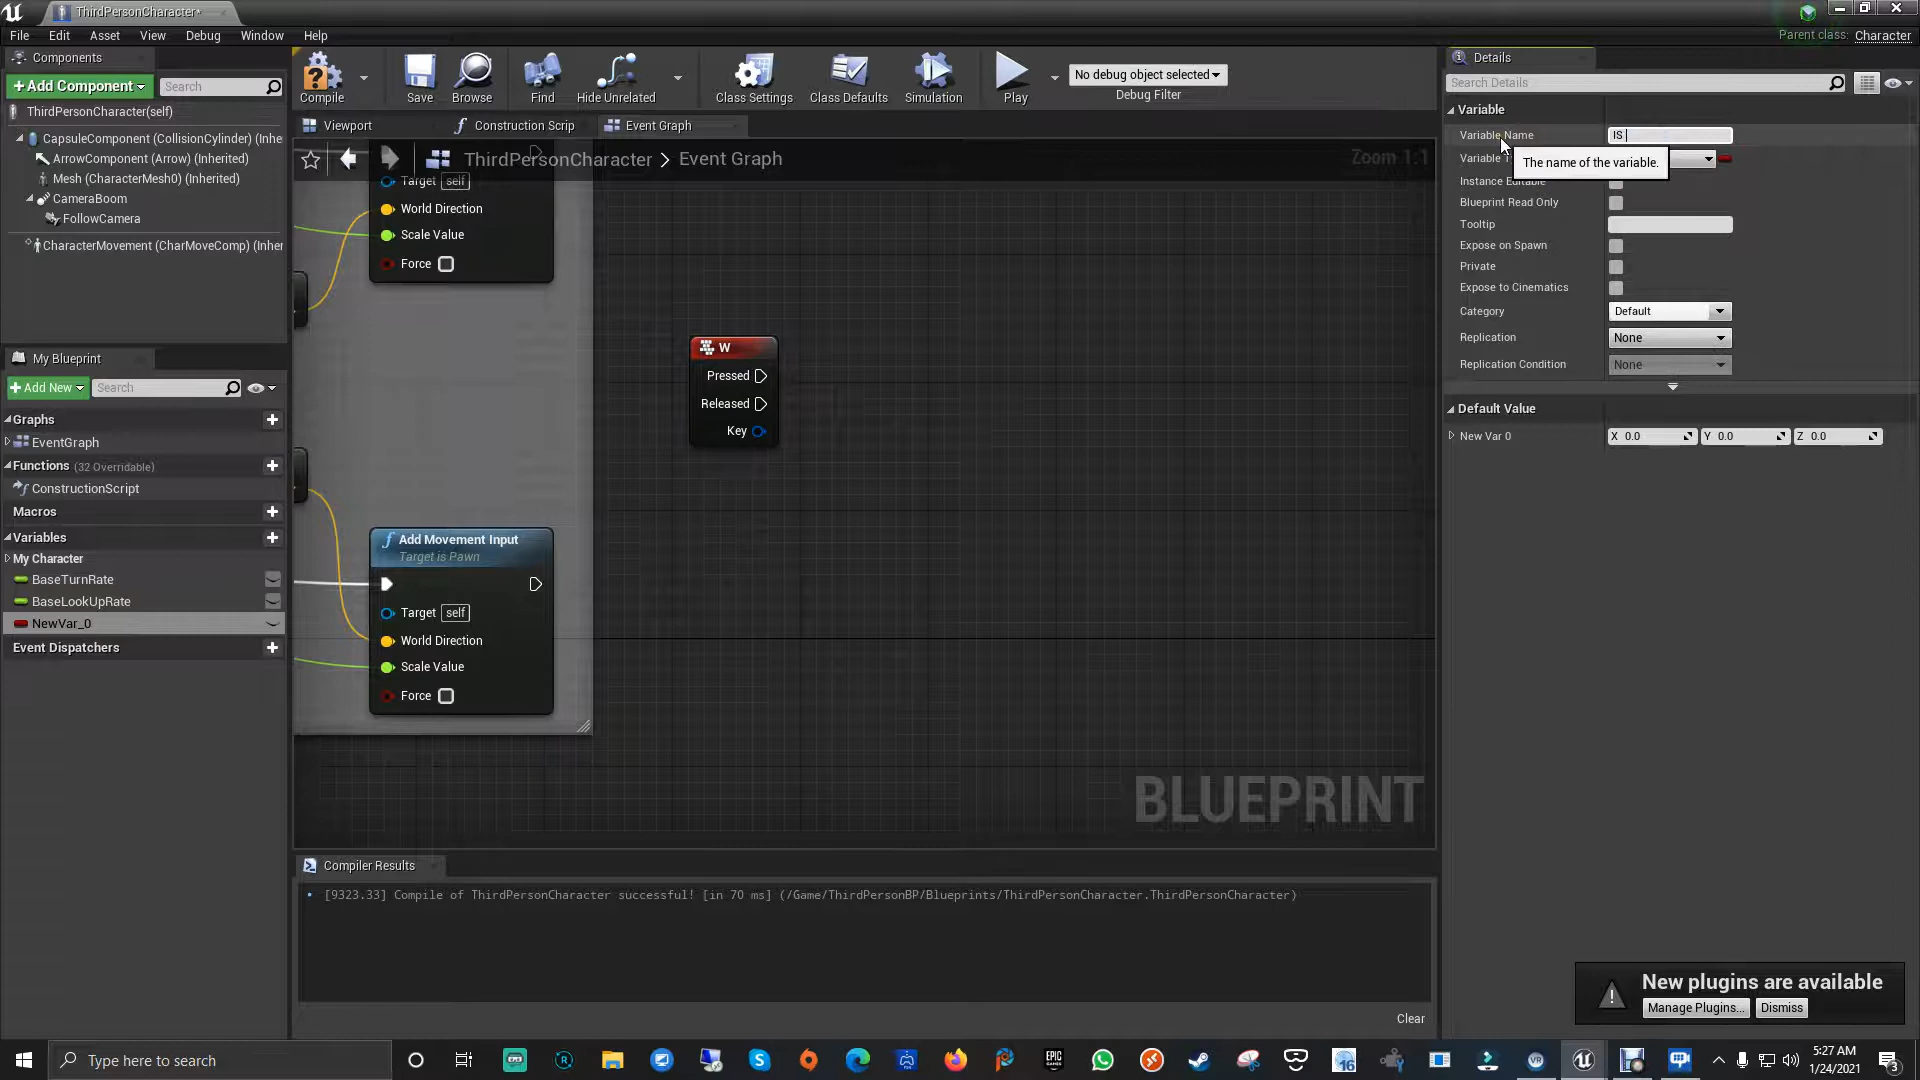 ThirdPersonCharacter*
File Edit Asset View Debug Window Help
Parent class: Character
Components
+Add Component
Search
ThirdPersonCharacter(self)
CapsuleComponent (CollisionCylinder) (Inhe
ArrowComponent (Arrow) (Inherited)
Mesh (CharacterMesh0) (Inherited)
CameraBoom
FollowCamera
CharacterMovement (CharMoveComp) (Inher
My Blueprint
+Add New
Search
Graphs
EventGraph
Functions (32 Overridable)
ConstructionScript
Macros
Variables
My Character
BaseTurnRate
BaseLookUpRate
NewVar_0
Event Dispatchers
Compile
Save
Browse
Find
Hide Unrelated
Class Settings
Class Defaults
Simulation
Play
No debug object selected
Debug Filter
Viewport
Construction Scrip
Event Graph
ThirdPersonCharacter > Event Graph
Zoom 1:1
Target self
World Direction
Scale Value
Force
W
Pressed
Released
Key
Add Movement Input
Target is Pawn
Target self
World Direction
Scale Value
Force
BLUEPRINT
Compiler Results
[9323.33] Compile of ThirdPersonCharacter successful! [in 70 ms] (/Game/ThirdPersonBP/Blueprints/ThirdPersonCharacter.ThirdPersonCharacter)
Clear
Details
Search Details
Variable
Variable Name
IS
The name of the variable.
Variable T
Instance Editable
Blueprint Read Only
Tooltip
Expose on Spawn
Private
Expose to Cinematics
Category
Default
Replication
None
Replication Condition
None
Default Value
New Var 0
X 0.0
Y 0.0
Z 0.0
New plugins are available
Manage Plugins...
Dismiss
Type here to search
EPIC GAMES
16
VR
5:27 AM
1/24/2021
3